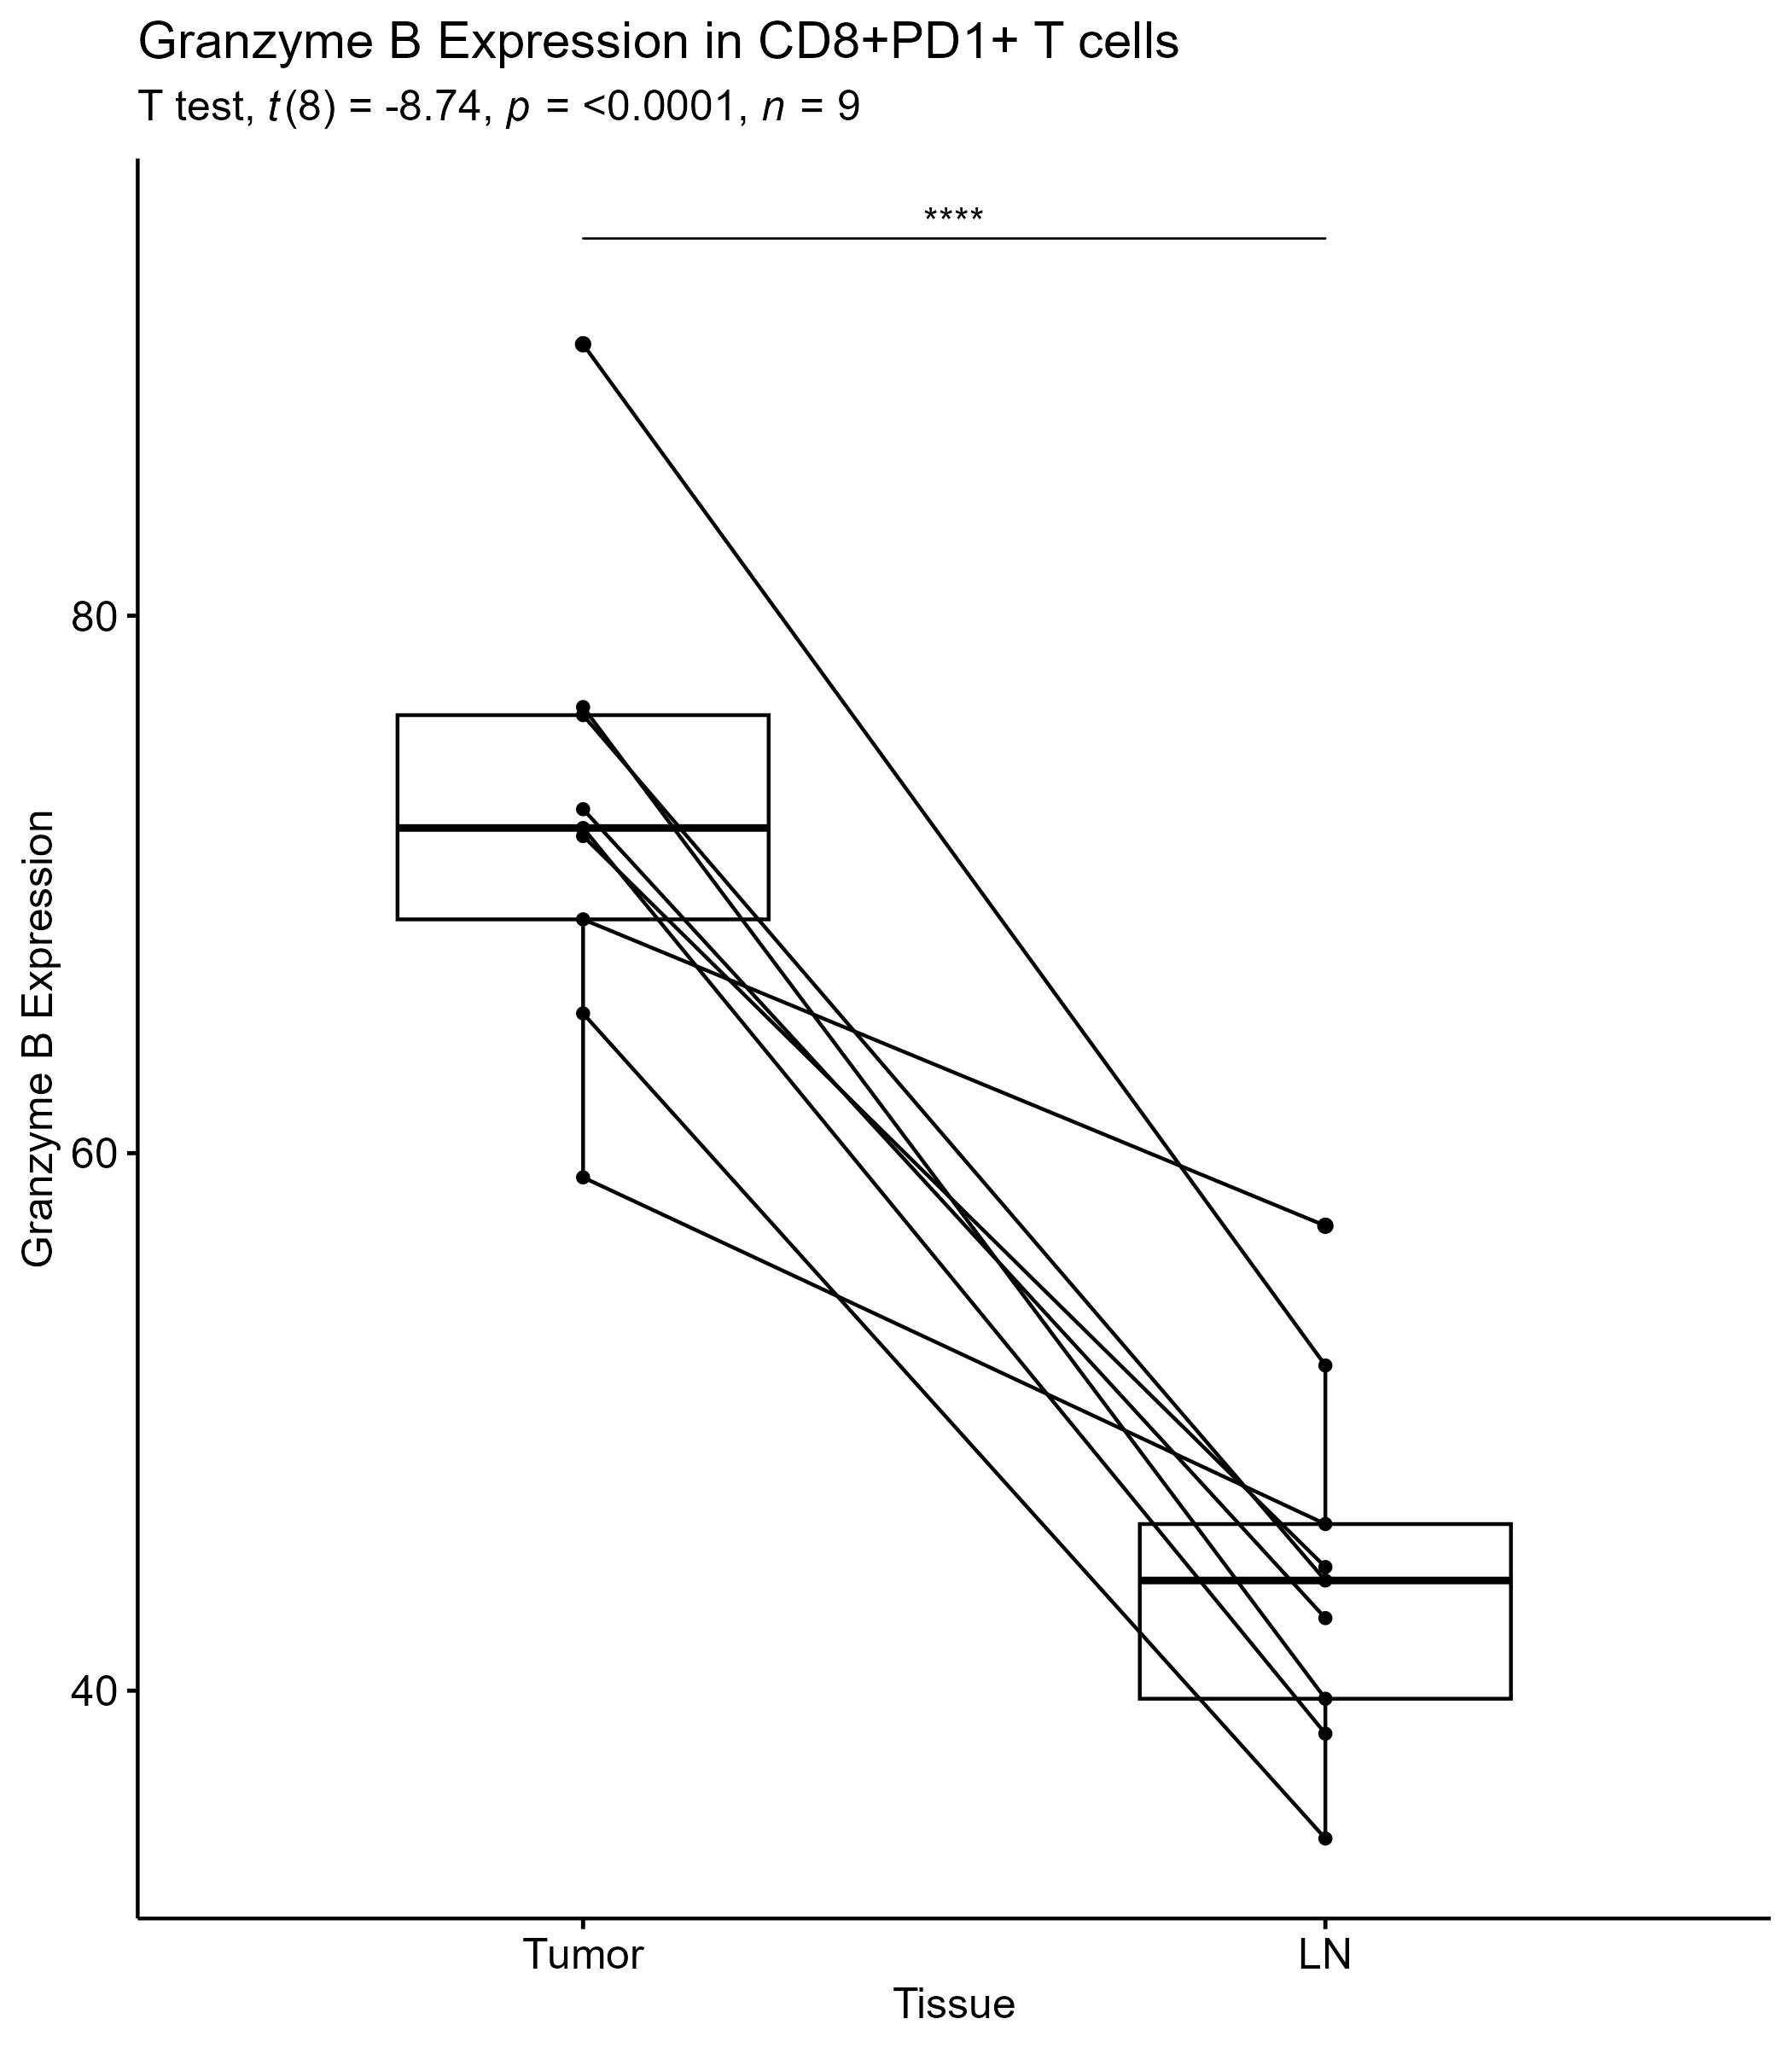 Granzyme B Expression in CD8+PD1+ T cells
T test, t(8) = -8.74, p = <0.0001, n = 9
****
80
60
40
Granzyme B Expression
Tumor
LN
Tissue